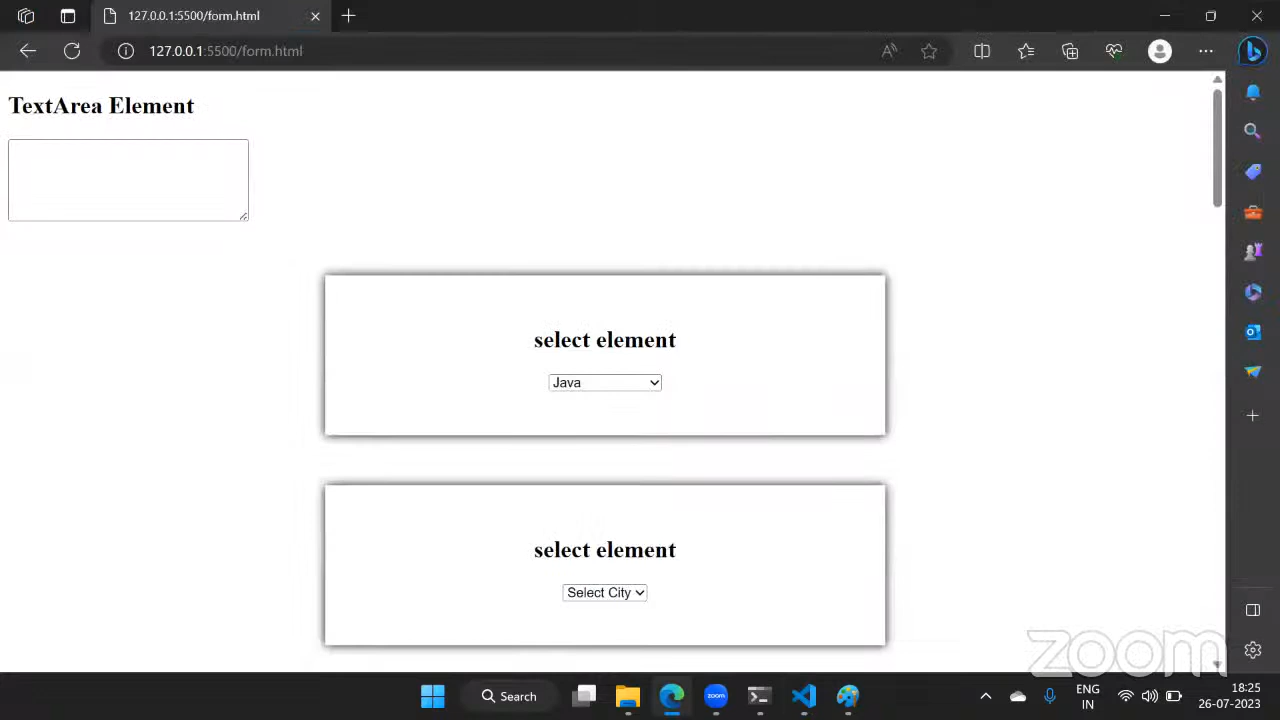 127.0.0.1:5500/form.html
127.0.0.1:5500/form.html
TextArea Element
select element
Java
select element
Select City
zoom
Search
zoom
ENG
IN
18:25
26-07-2023